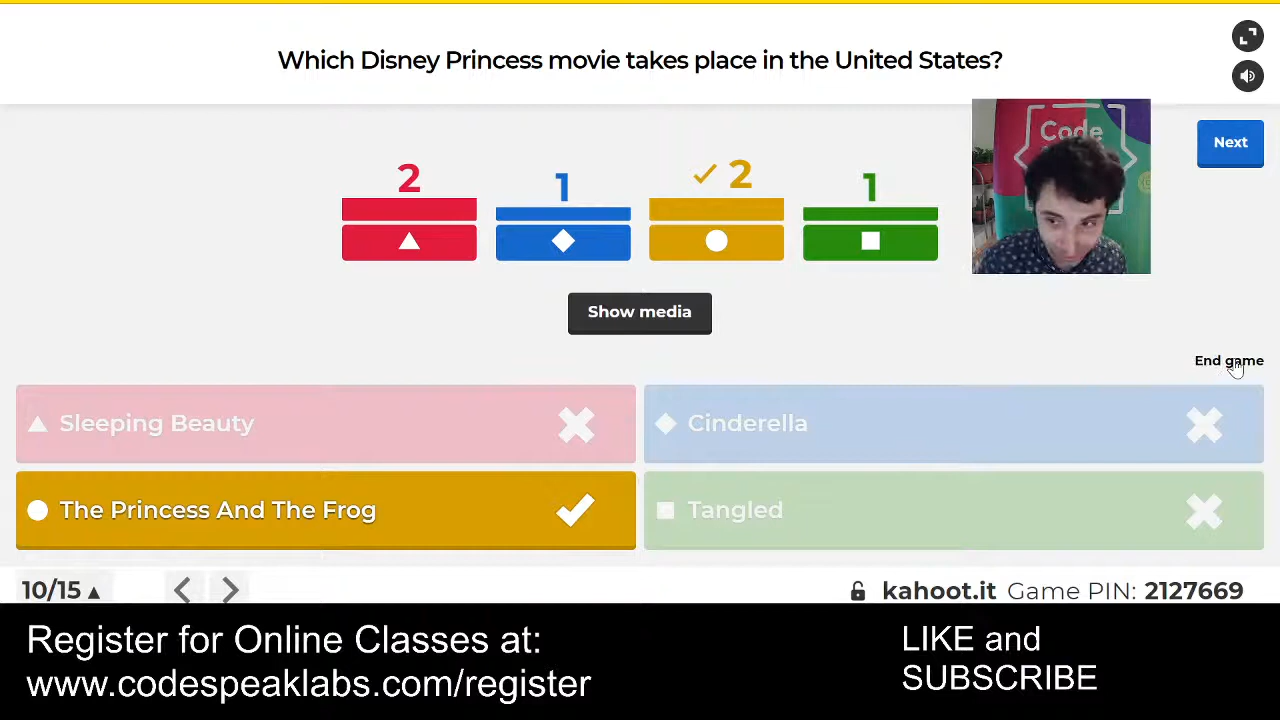 Which Disney Princess movie takes place in the United States?
Code
Next
2
1
2
1
Show media
End game
Sleeping Beauty
Cinderella
The Princess And The Frog
Tangled
10/15
kahoot.it Game PIN: 2127669
Register for Online Classes at:
www.codespeaklabs.com/register
LIKE and
SUBSCRIBE